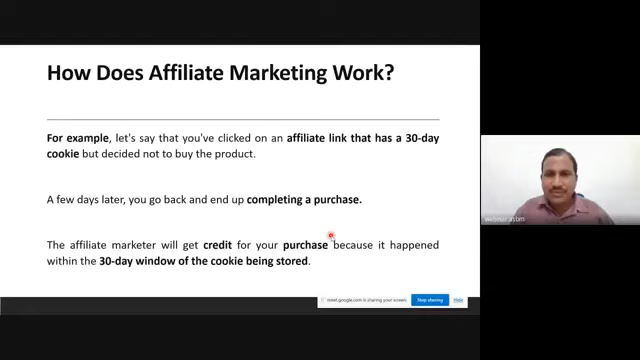 How Does Affiliate Marketing Work?
For example, let's say that you've clicked on an affiliate link that has a 30-day
cookie but decided not to buy the product.
A few days later, you go back and end up completing a purchase.
The affiliate marketer will get credit for your purchase because it happened
within the 30-day window of the cookie being stored.
meet.google.com is sharing your screen.
Stop sharing
Hide